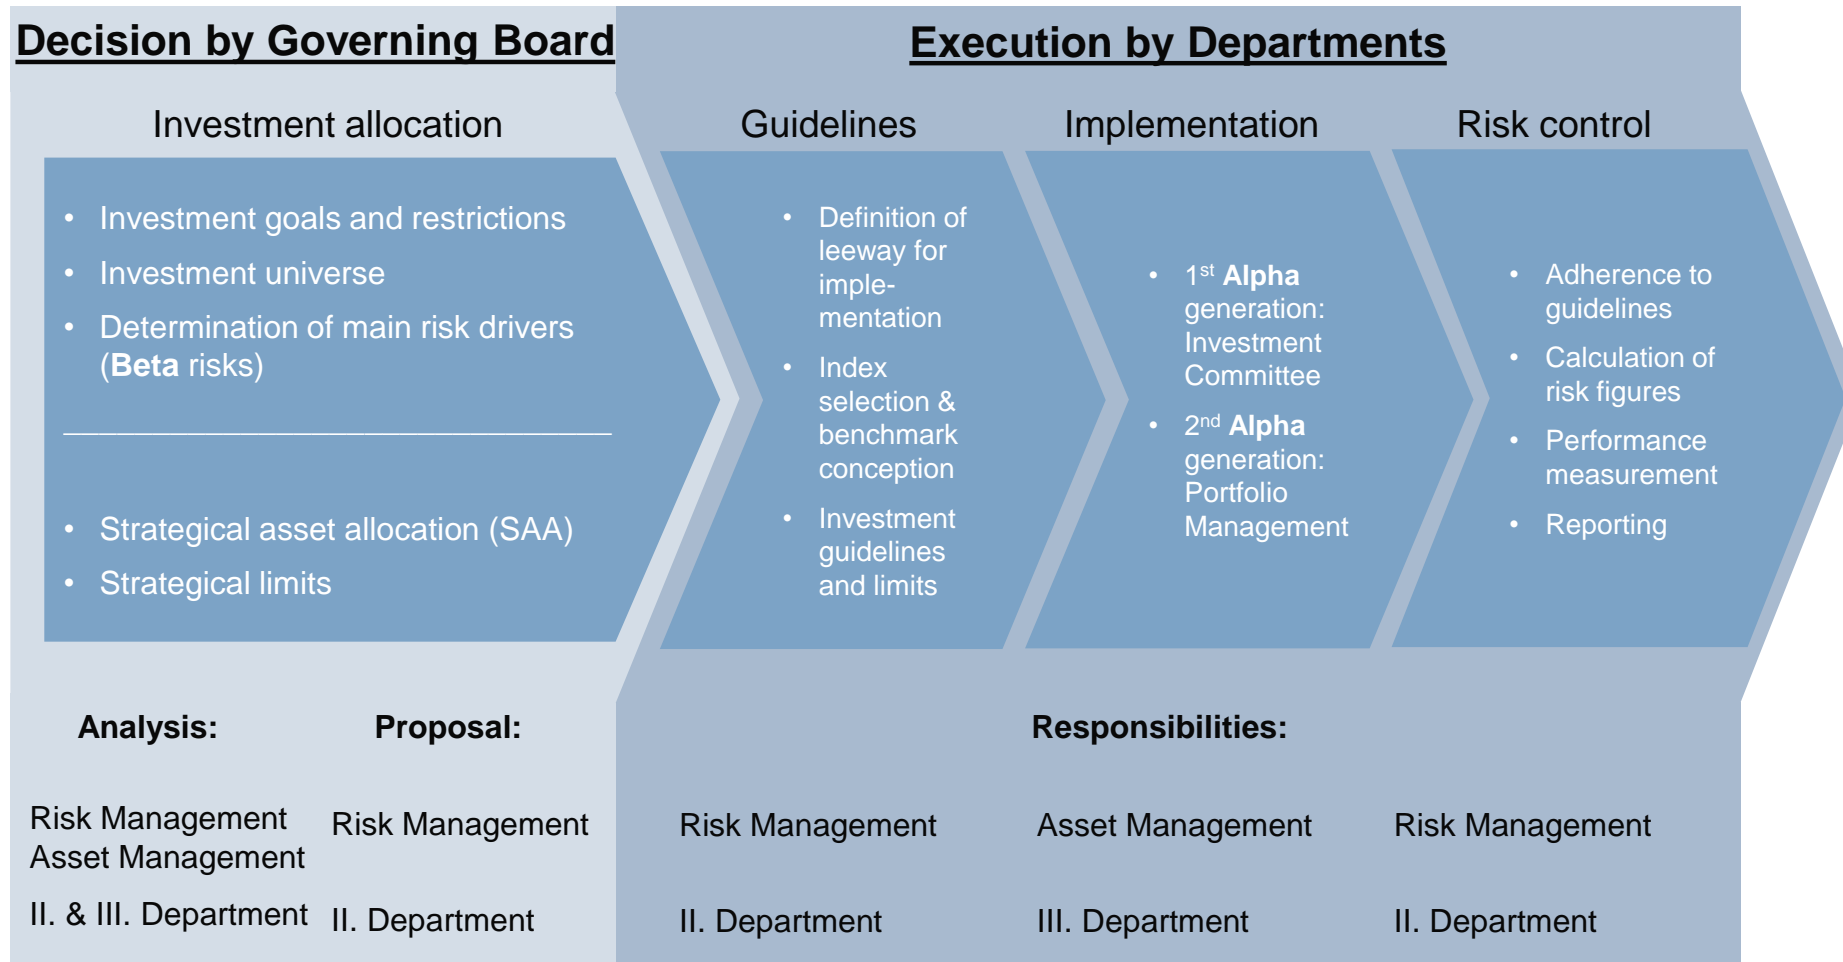 Decision by Governing Board
Execution by Departments
Investment allocation
• Investment goals and restrictions
• Investment universe
• Determination of main risk drivers
(Beta risks)
• Strategical asset allocation (SAA)
• Strategical limits
Guidelines
• Definition of
leeway for
imple-
mentation
• Index
selection &
benchmark
conception
• Investment
guidelines
and limits
Implementation
• 1st Alpha
generation:
Investment
Committee
• 2nd Alpha
generation:
Portfolio
Management
Risk control
• Adherence to
guidelines
• Calculation of
risk figures
• Performance
measurement
• Reporting
Analysis:
Risk Management
Asset Management
II. & III. Department
Proposal:
Risk Management
II. Department
Responsibilities:
Risk Management
II. Department
Asset Management
III. Department
Risk Management
II. Department